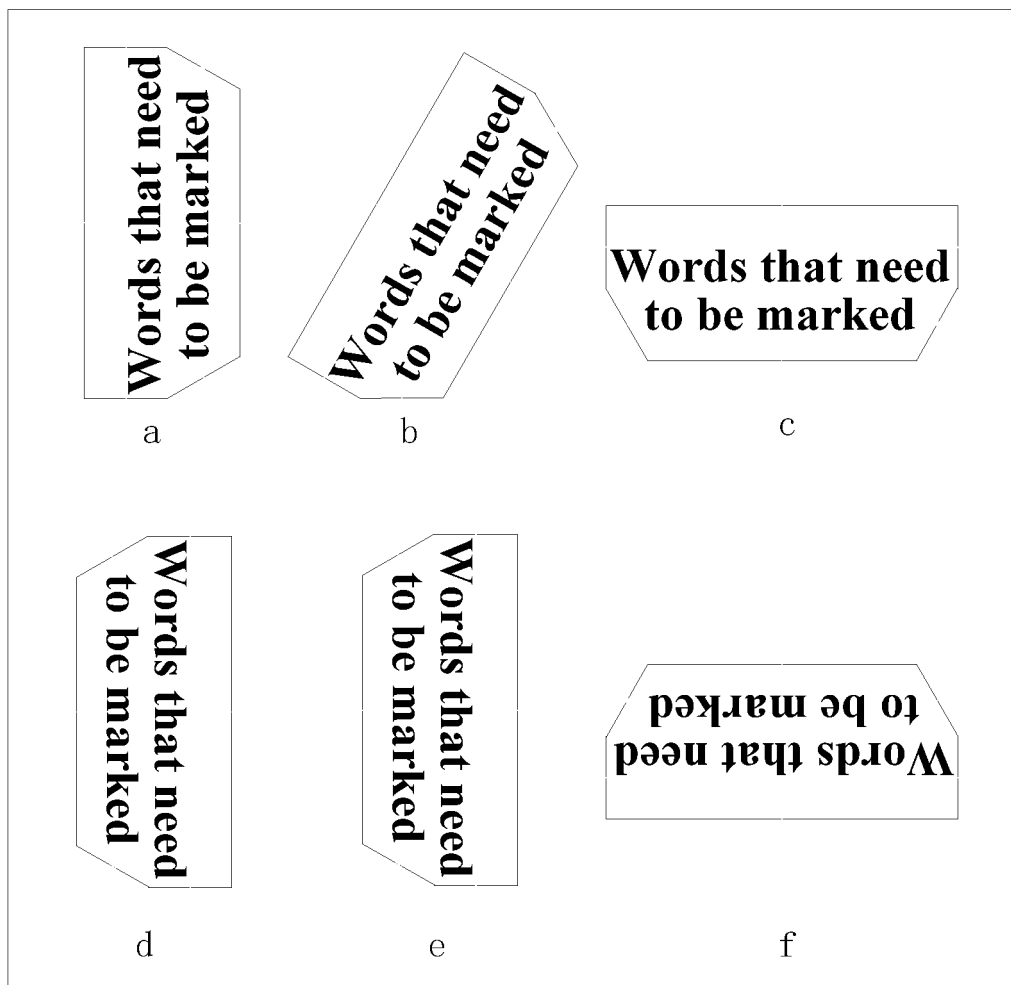 Words that need
to be marked
a
Words that need
to be marked
b
Words that need
to be marked
c
Words that need
to be marked
d
Words that need
to be marked
e
Words that need
to be marked
f